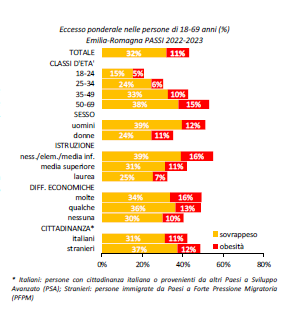 Eccesso ponderale nelle persone di 18-69 anni (%)
Emilia-Romagna PASSI 2022-2023
TOTALE 32% 11%
CLASSI D'ETA'
18-24 15% 5%
25-34 24% 6%
35-49 33% 10%
50-69 38% 15%
SESSO
uomini 39% 12%
donne 24% 11%
ISTRUZIONE
ness./elem./media inf. 39% 16%
media superiore 31% 11%
laurea 25% 7%
DIFF. ECONOMICHE
molte 34% 16%
qualche 36% 13%
nessuna 30% 10%
CITTADINANZA*
italiani 31% 11%
stranieri 37% 12%
sovrappeso
obesità
0% 20% 40% 60% 80%
* Italiani: persone con cittadinanza italiana o provenienti da altri Paesi a Sviluppo
Avanzato (PSA); Stranieri: persone immigrate da Paesi a Forte Pressione Migratoria
(PFPM)